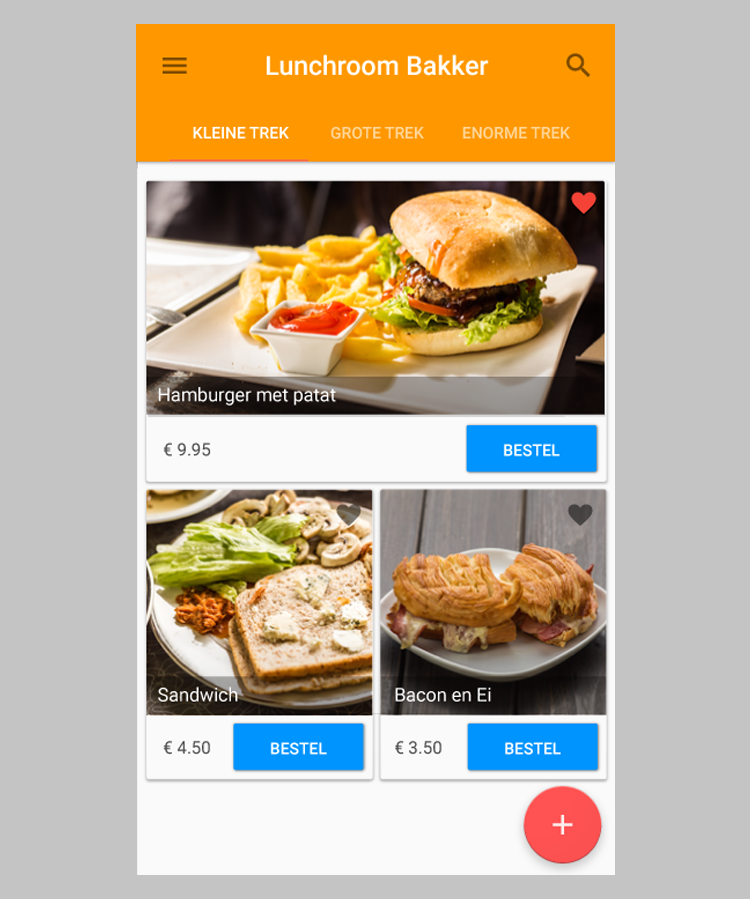 Lunchroom Bakker
KLEINE TREK GROTE TREK ENORME TREK
Hamburger met patat
€ 9.95 BESTEL
Sandwich
Bacon en Ei
€ 4.50 BESTEL
€ 3.50 BESTEL